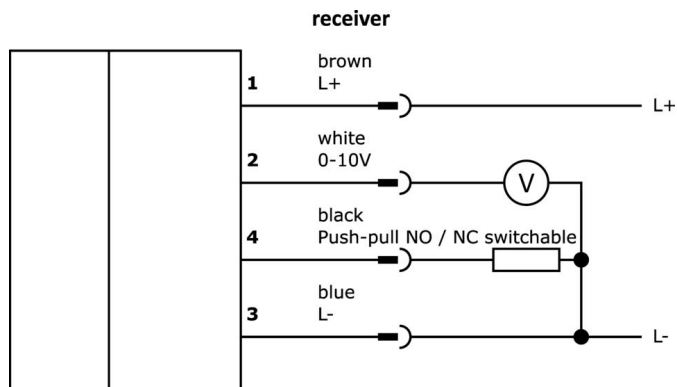 receiver
brown
1
L+
L+
white
2
0-10V
V
black
4
Push-pull NO / NC switchable
blue
3
L-
L-